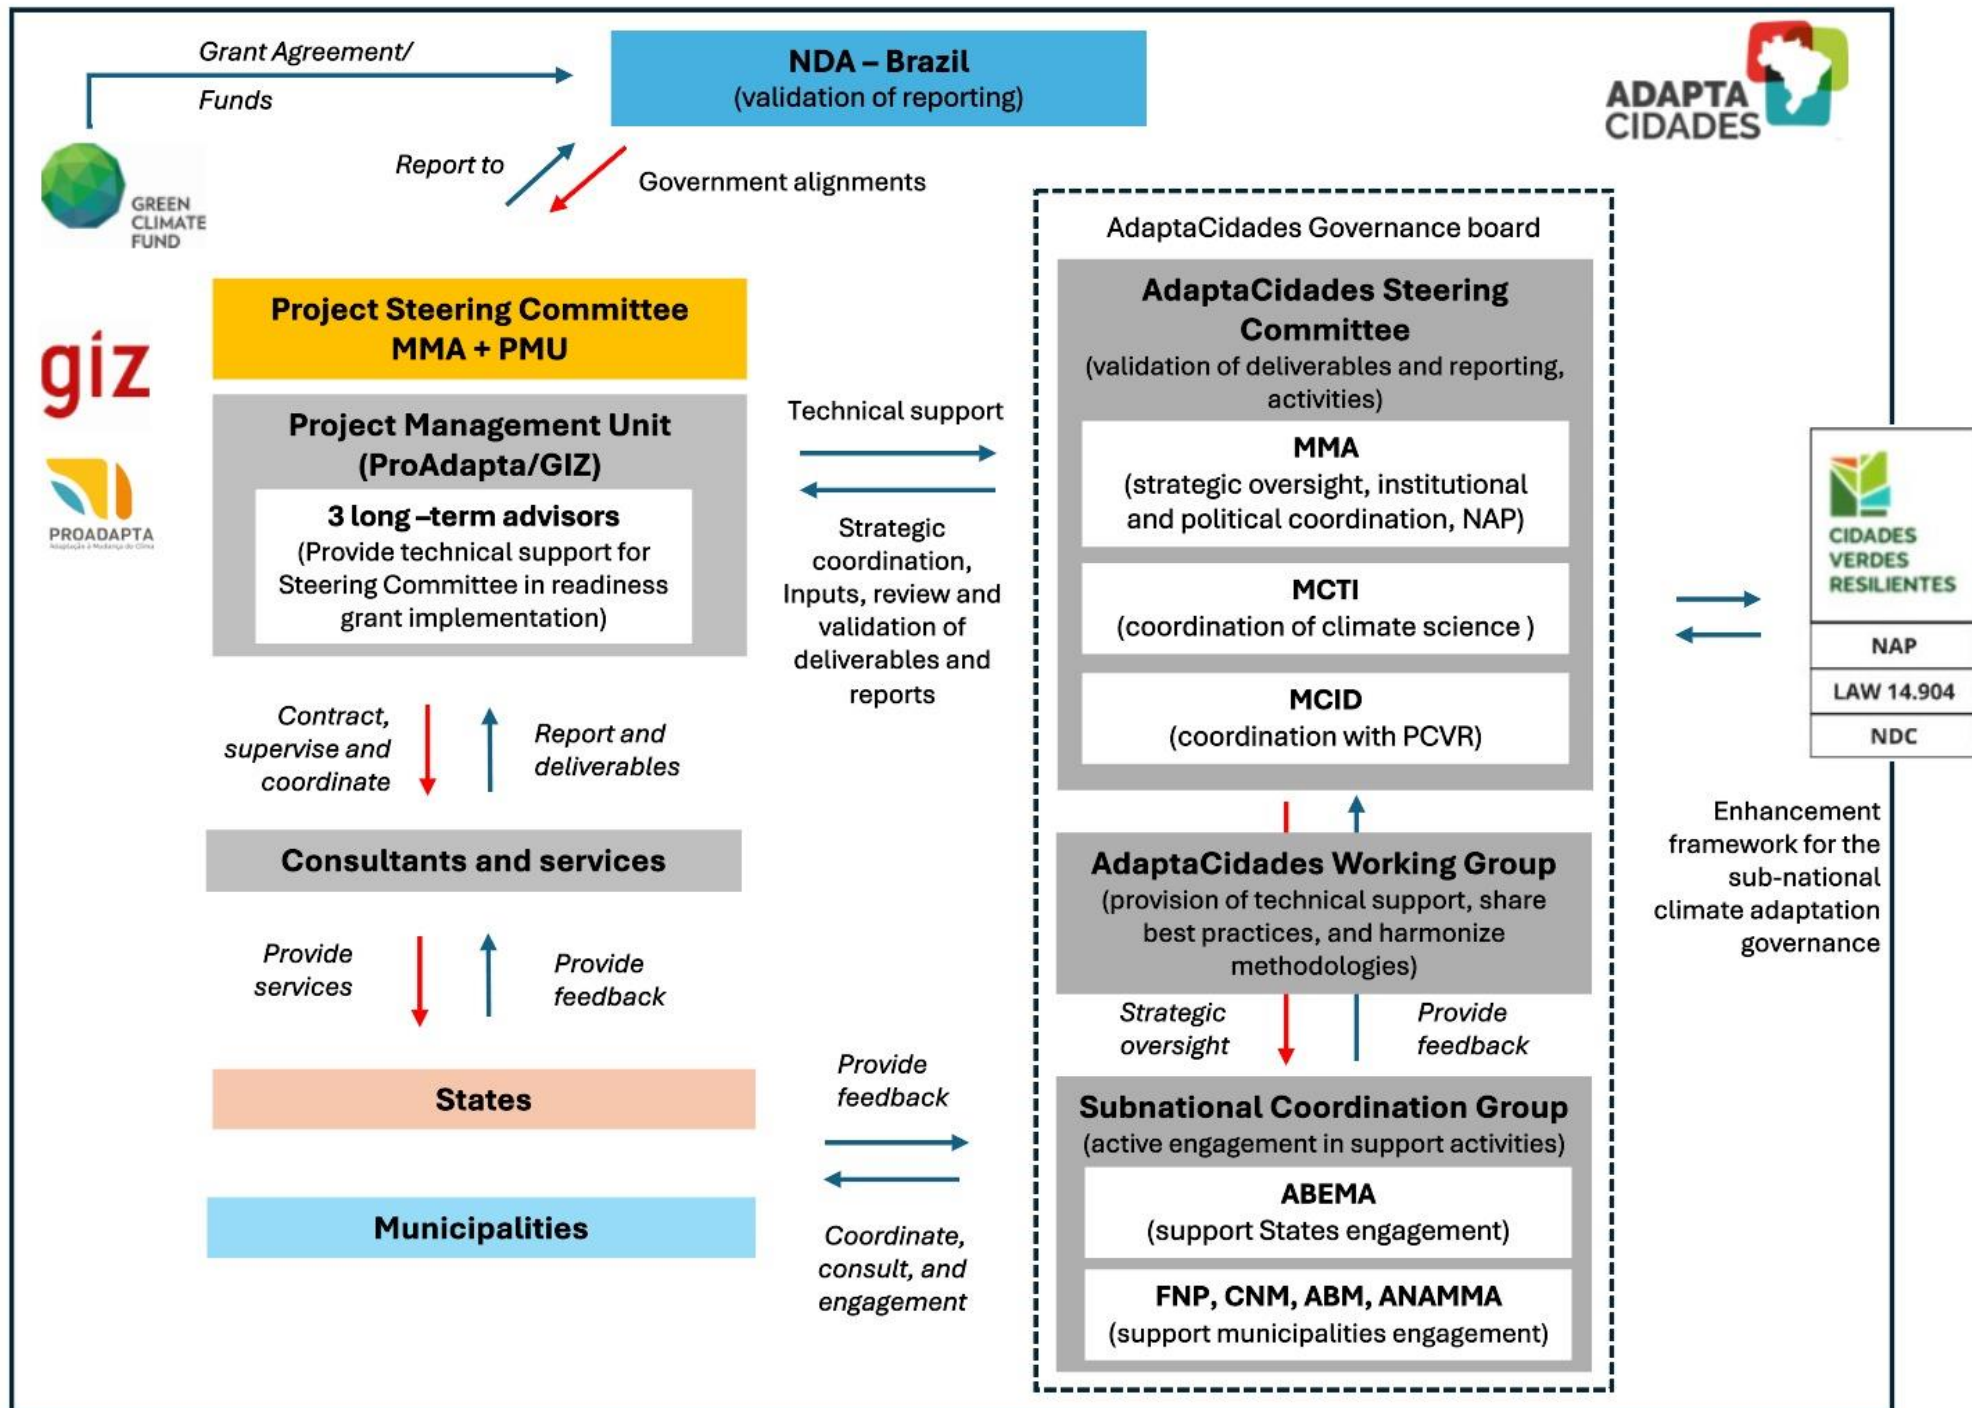 Grant Agreement/
Funds
NDA – Brazil
(validation of reporting)
ADAPTA
CIDADES
GREEN
CLIMATE
FUND
Report to
Government alignments
giz
PROADAPTA
Adaptação à Mudança do Clima
Project Steering Committee
MMA + PMU
Project Management Unit
(ProAdapta/GIZ)
3 long –term advisors
(Provide technical support for
Steering Committee in readiness
grant implementation)
Technical support
Strategic
coordination,
Inputs, review and
validation of
deliverables and
reports
Contract,
supervise and
coordinate
Report and
deliverables
Consultants and services
Provide
services
Provide
feedback
States
Municipalities
Provide
feedback
Coordinate,
consult, and
engagement
AdaptaCidades Governance board
AdaptaCidades Steering
Committee
(validation of deliverables and reporting,
activities)
MMA
(strategic oversight, institutional
and political coordination, NAP)
MCTI
(coordination of climate science )
MCID
(coordination with PCVR)
AdaptaCidades Working Group
(provision of technical support, share
best practices, and harmonize
methodologies)
Strategic
oversight
Provide
feedback
Subnational Coordination Group
(active engagement in support activities)
ABEMA
(support States engagement)
FNP, CNM, ABM, ANAMMA
(support municipalities engagement)
CIDADES
VERDES
RESILIENTES
NAP
LAW 14.904
NDC
Enhancement
framework for the
sub-national
climate adaptation
governance